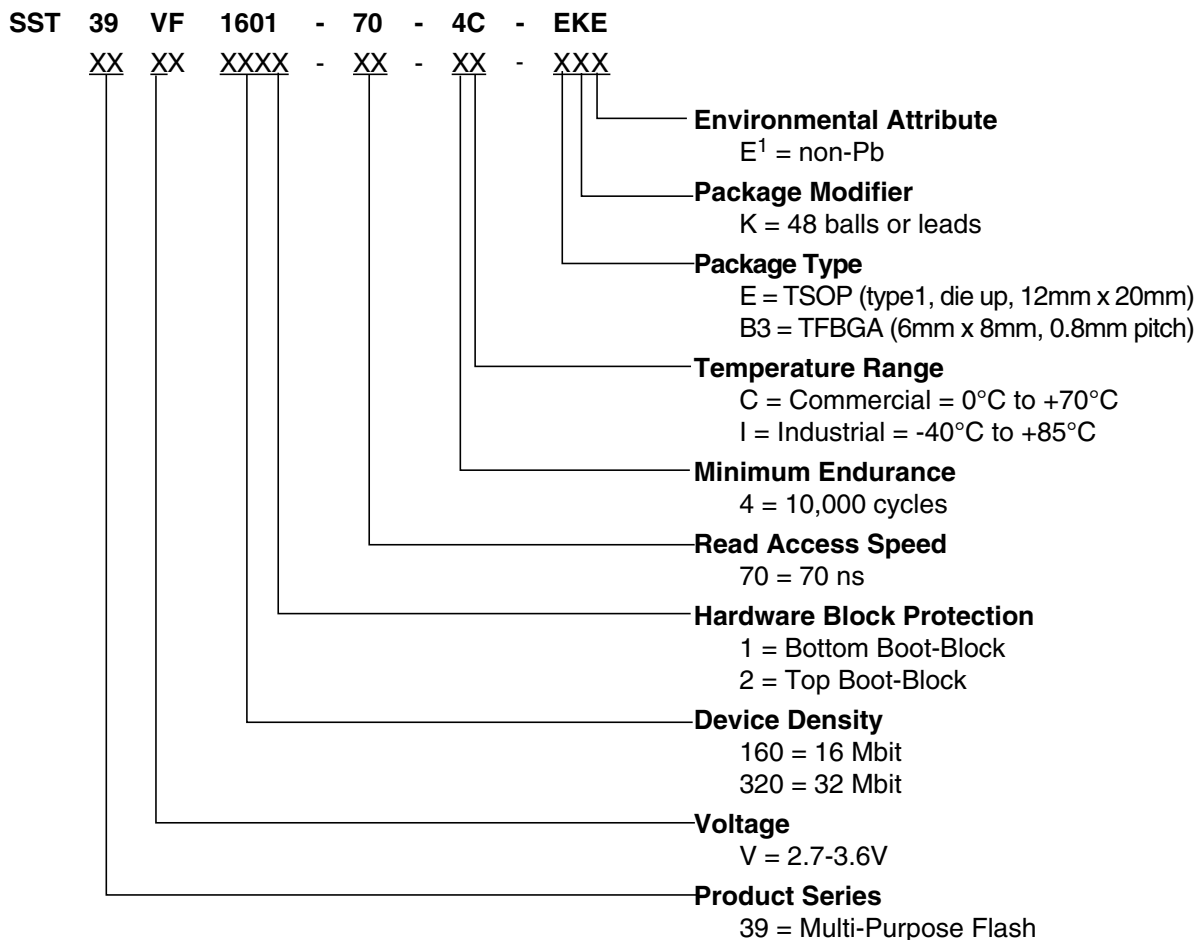 SST 39 VF 1601 - 70 - 4C - EKE
XX XX XXXX - XX - XX - XXX
Environmental Attribute
E1 = non-Pb
Package Modifier
K = 48 balls or leads
Package Type
E = TSOP (type1, die up, 12mm x 20mm)
B3 = TFBGA (6mm x 8mm, 0.8mm pitch)
Temperature Range
C = Commercial = 0°C to +70°C
I = Industrial = -40°C to +85°C
Minimum Endurance
4 = 10,000 cycles
Read Access Speed
70 = 70 ns
Hardware Block Protection
1 = Bottom Boot-Block
2 = Top Boot-Block
Device Density
160 = 16 Mbit
320 = 32 Mbit
Voltage
V = 2.7-3.6V
Product Series
39 = Multi-Purpose Flash